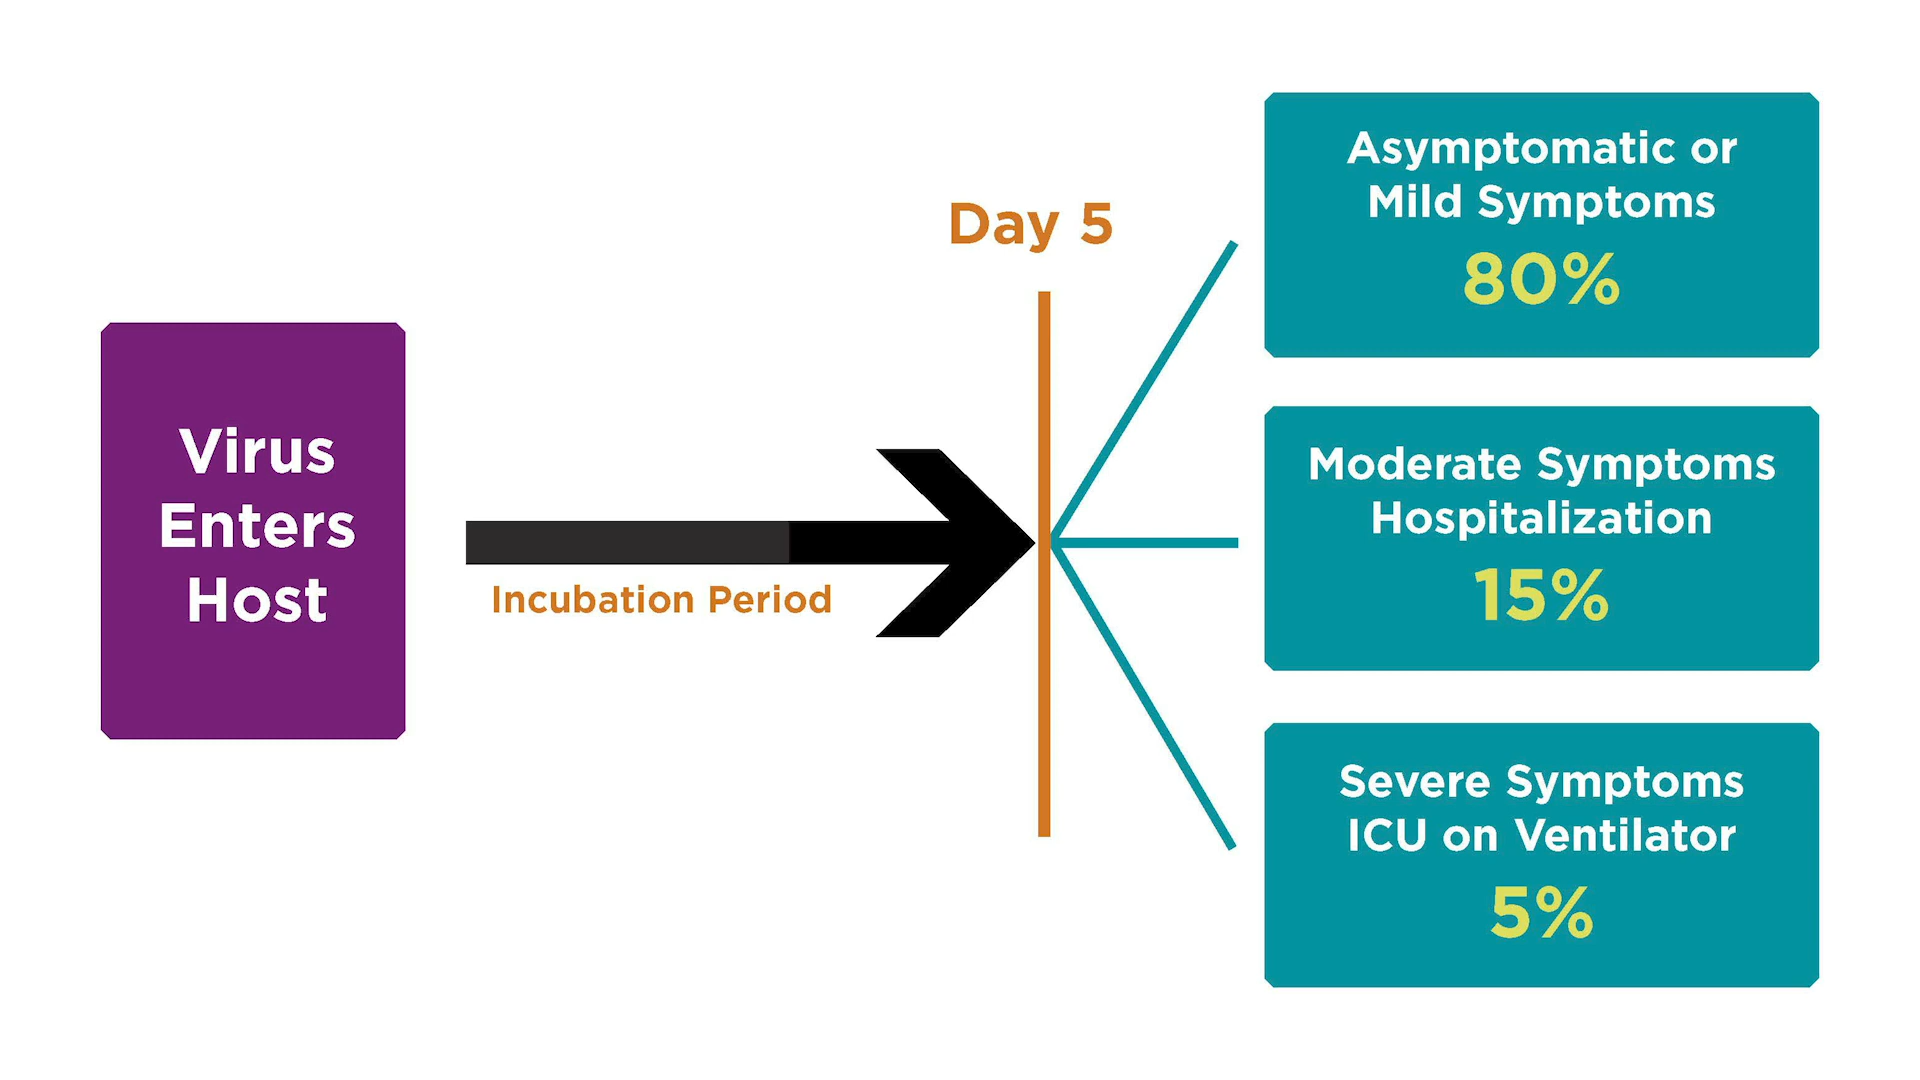 Virus
Enters
Host
Incubation Period
Day 5
Asymptomatic or
Mild Symptoms
80%
Moderate Symptoms
Hospitalization
15%
Severe Symptoms
ICU on Ventilator
5%